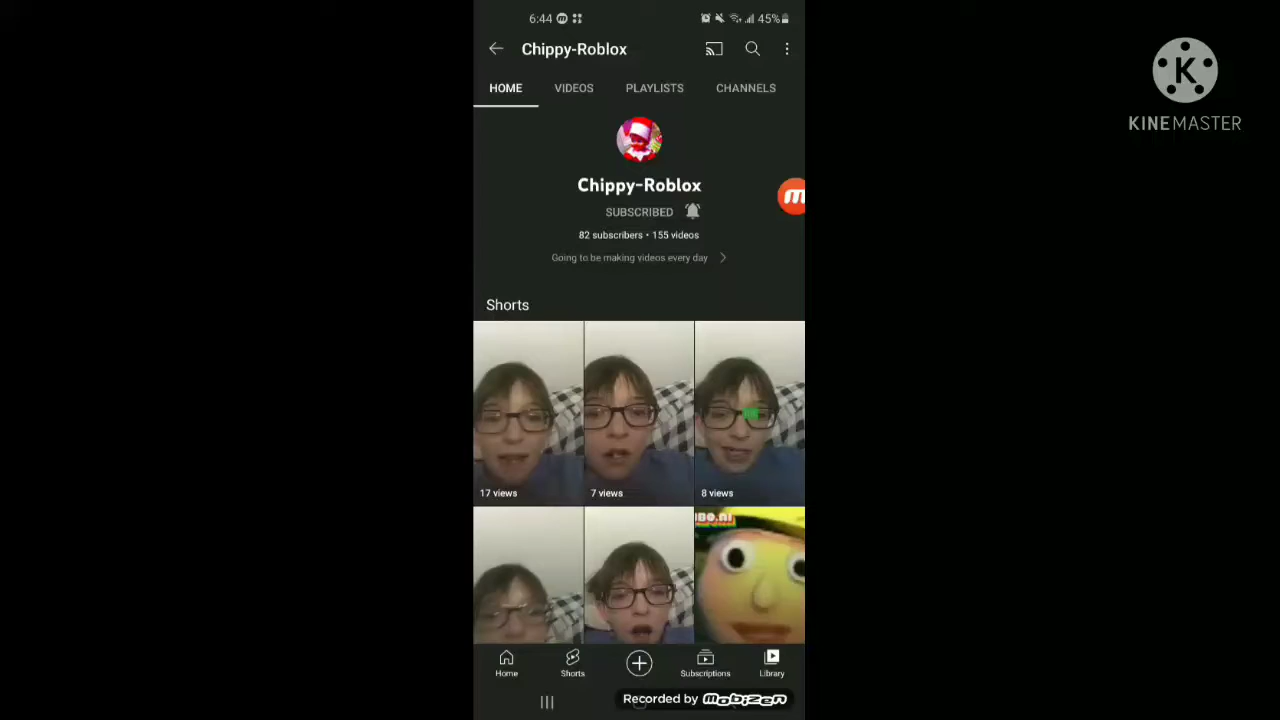 6:44
45%
Chippy-Roblox
HOME VIDEOS PLAYLISTS CHANNELS
Chippy-Roblox
SUBSCRIBED
82 subscribers • 155 videos
Going to be making videos every day
Shorts
17 views
7 views
8 views
Home Shorts Subscriptions Library
Recorded by mobizen
K
KINEMASTER
m